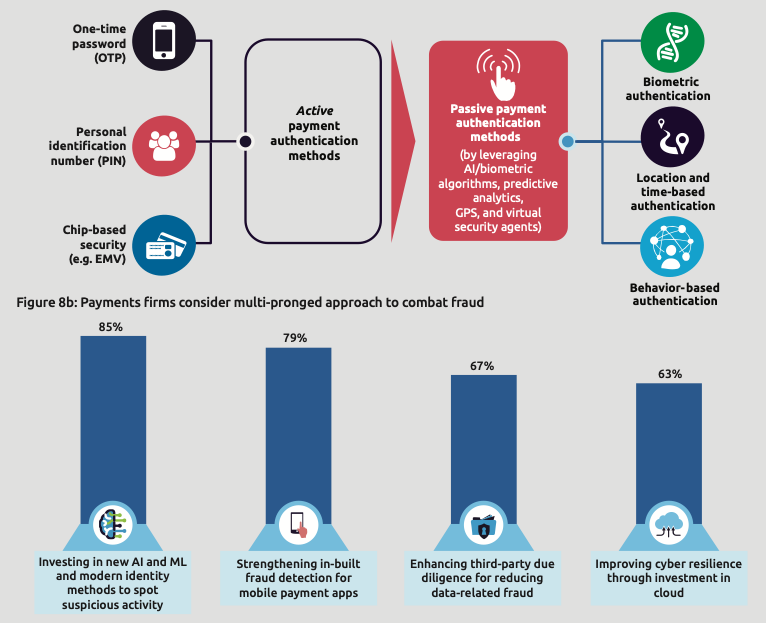 One-time
password
(OTP)
Personal
identification
number (PIN)
Chip-based
security
(e.g. EMV)
Active
payment
authentication
methods
Passive payment
authentication
methods
(by leveraging
AI/biometric
algorithms, predictive
analytics,
GPS, and virtual
security agents)
Biometric
authentication
Location and
time-based
authentication
Behavior-based
authentication
Figure 8b: Payments firms consider multi-pronged approach to combat fraud
85%
79%
67%
63%
Investing in new AI and ML
and modern identity
methods to spot
suspicious activity
Strengthening in-built
fraud detection for
mobile payment apps
Enhancing third-party due
diligence for reducing
data-related fraud
Improving cyber resilience
through investment in
cloud